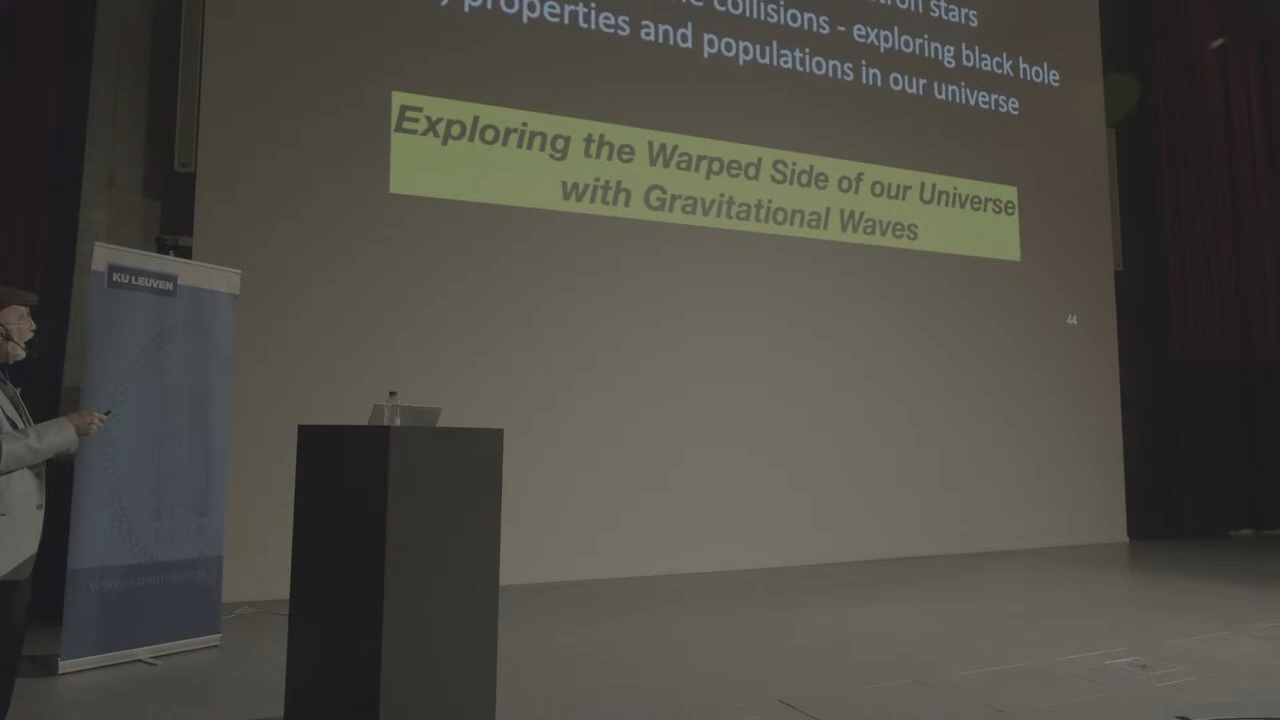 stars
collisions - exploring black hole
properties and populations in our universe
Exploring the Warped Side of our Universe
with Gravitational Waves
44
KU LEUVEN